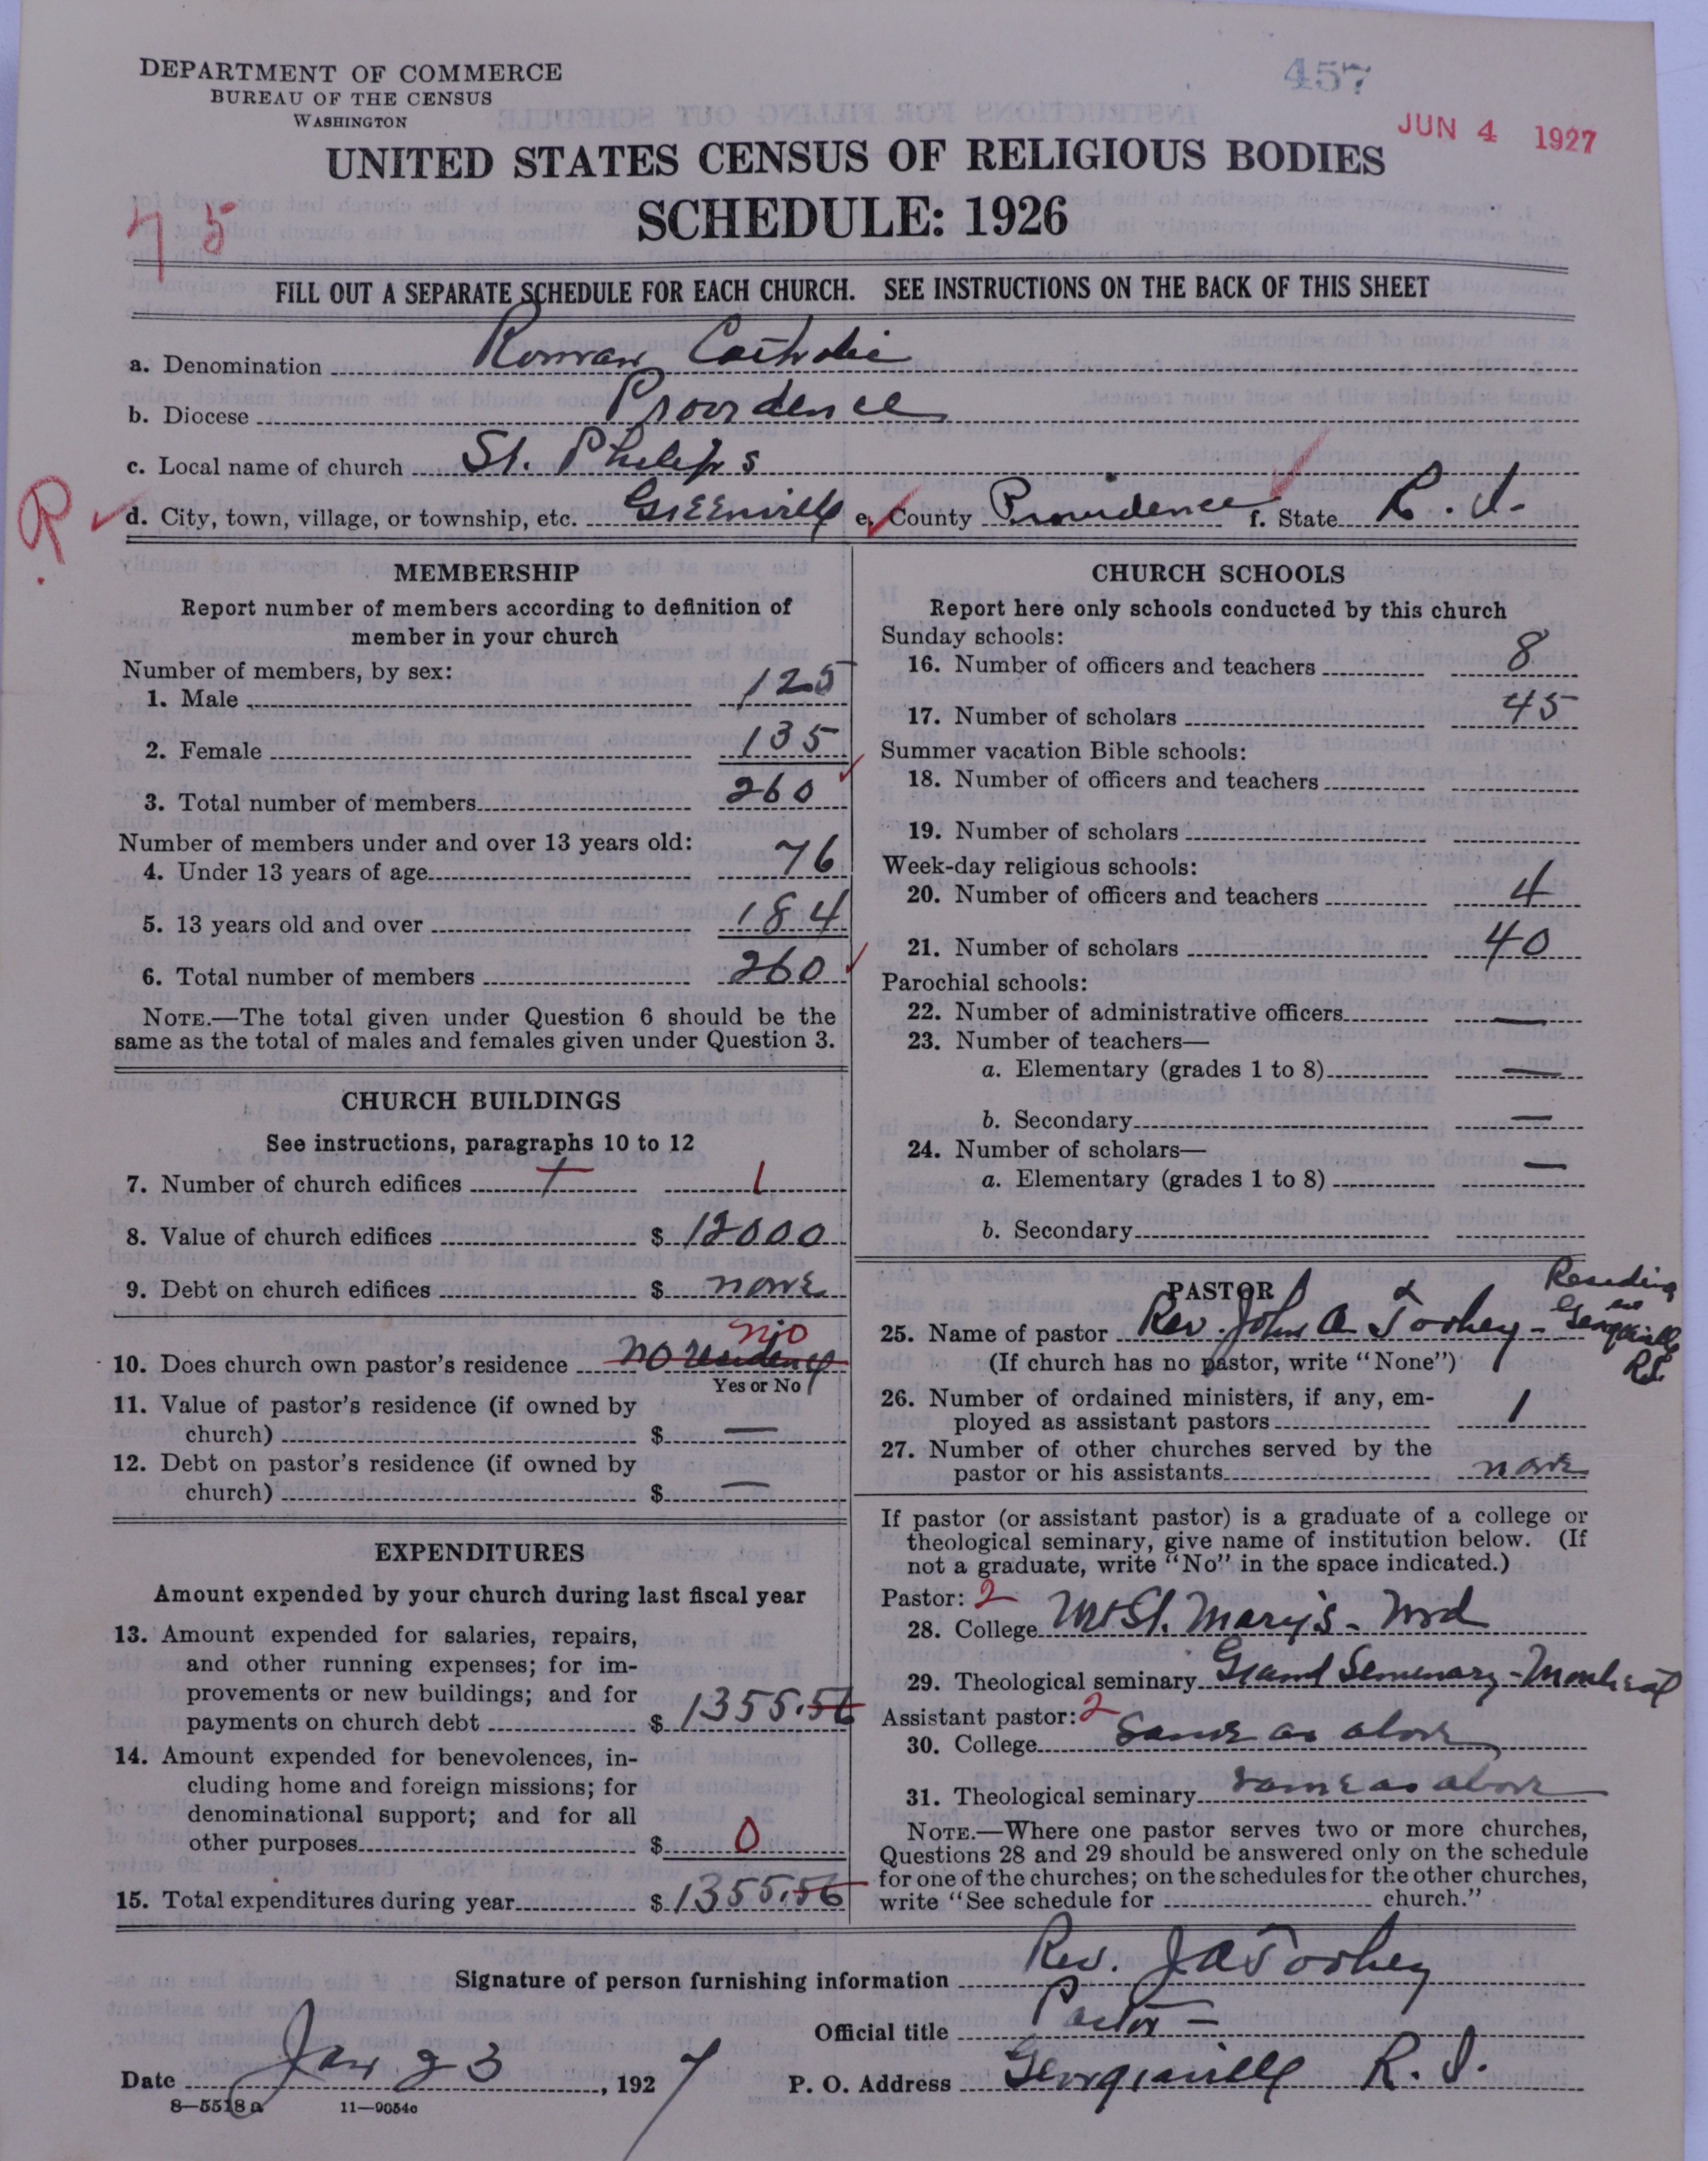 DEPARTMENT OF COMMERCE
BUREAU OF THE CENSUS
WASHINGTON
457
JUN 4 1927
UNITED STATES CENSUS OF RELIGIOUS BODIES
SCHEDULE: 1926
75
FILL OUT A SEPARATE SCHEDULE FOR EACH CHURCH. SEE INSTRUCTIONS ON THE BACK OF THIS SHEET
a. Denomination Roman Catholic
b. Diocese Providence
c. Local name of church St. Philip's
R d. City, town, village, or township, etc. Greenville e. County Providence f. State R. I.
MEMBERSHIP
Report number of members according to definition of
member in your church
Number of members, by sex:
1. Male 125
2. Female 135
3. Total number of members 260
Number of members under and over 13 years old:
4. Under 13 years of age 76
5. 13 years old and over 184
6. Total number of members 260
NOTE.—The total given under Question 6 should be the
same as the total of males and females given under Question 3.
CHURCH BUILDINGS
See instructions, paragraphs 10 to 12
7. Number of church edifices 1 1
8. Value of church edifices $ 12000
9. Debt on church edifices $ none
no
10. Does church own pastor's residence no residency
Yes or No
11. Value of pastor's residence (if owned by
church) $ —
12. Debt on pastor's residence (if owned by
church) $ —
EXPENDITURES
Amount expended by your church during last fiscal year
13. Amount expended for salaries, repairs,
and other running expenses; for im-
provements or new buildings; and for
payments on church debt $ 1355.56
14. Amount expended for benevolences, in-
cluding home and foreign missions; for
denominational support; and for all
other purposes $ 0
15. Total expenditures during year $ 1355.56
CHURCH SCHOOLS
Report here only schools conducted by this church
Sunday schools:
16. Number of officers and teachers 8
17. Number of scholars 45
Summer vacation Bible schools:
18. Number of officers and teachers
19. Number of scholars
Week-day religious schools:
20. Number of officers and teachers 4
21. Number of scholars 40
Parochial schools:
22. Number of administrative officers —
23. Number of teachers—
a. Elementary (grades 1 to 8) —
b. Secondary —
24. Number of scholars—
a. Elementary (grades 1 to 8) —
b. Secondary
PASTOR
25. Name of pastor Rev. John A Toohey - Residing in Georgiaville R.I.
(If church has no pastor, write "None")
26. Number of ordained ministers, if any, em-
ployed as assistant pastors 1
27. Number of other churches served by the
pastor or his assistants none
If pastor (or assistant pastor) is a graduate of a college or
theological seminary, give name of institution below. (If
not a graduate, write "No" in the space indicated.)
Pastor: 2
28. College Mt St. Mary's - Md
29. Theological seminary Grand Seminary - Montreal
Assistant pastor: 2
30. College Same as above
31. Theological seminary same as above
NOTE.—Where one pastor serves two or more churches,
Questions 28 and 29 should be answered only on the schedule
for one of the churches; on the schedules for the other churches,
write "See schedule for church."
Signature of person furnishing information Rev. J A Toohey
Official title Pastor —
Date Jan 23, 1927 P. O. Address Georgiaville R. I.
8—5518a 11—9054c